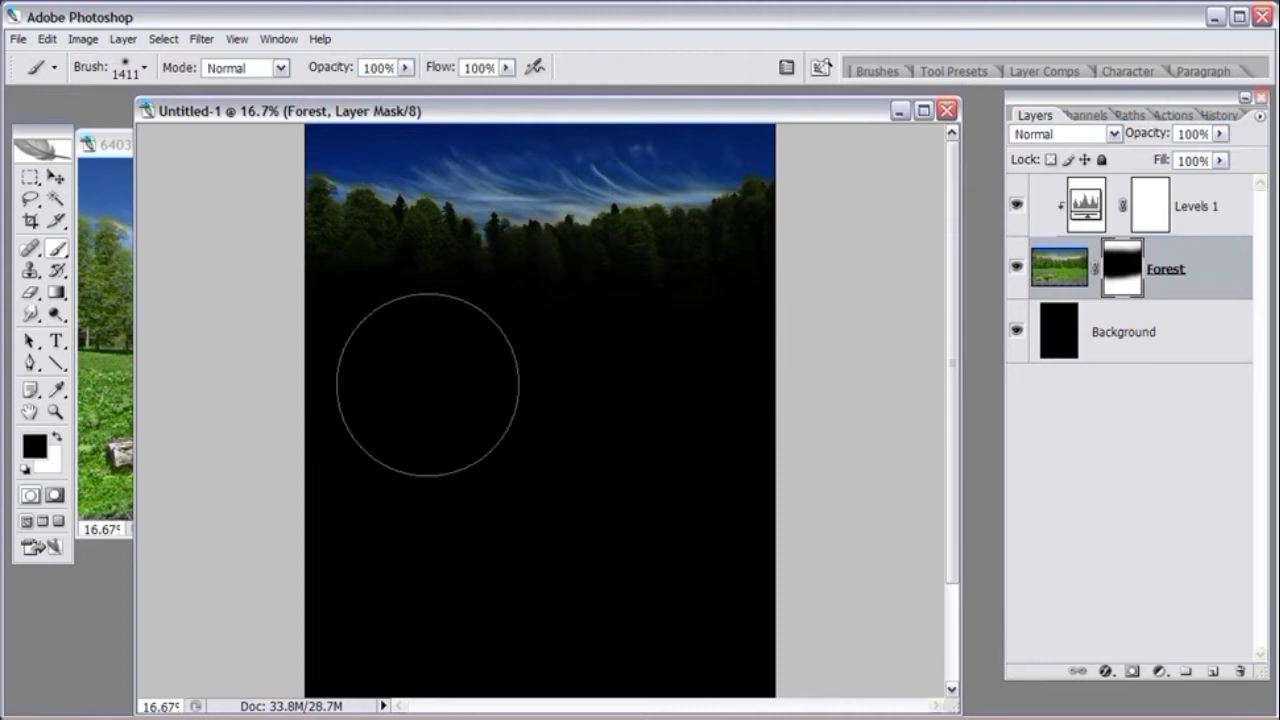 Adobe Photoshop
File Edit Image Layer Select Filter View Window Help
Brush: 1411 Mode: Normal Opacity: 100% Flow: 100% Brushes Tool Presets Layer Comps Character Paragraph
Untitled-1 @ 16.7% (Forest, Layer Mask/8)
6403
Layers hannels Paths Actions History
Normal Opacity: 100%
Lock: Fill: 100%
Levels 1
Forest
Background
T
16.67%
16.67% Doc: 33.8M/28.7M